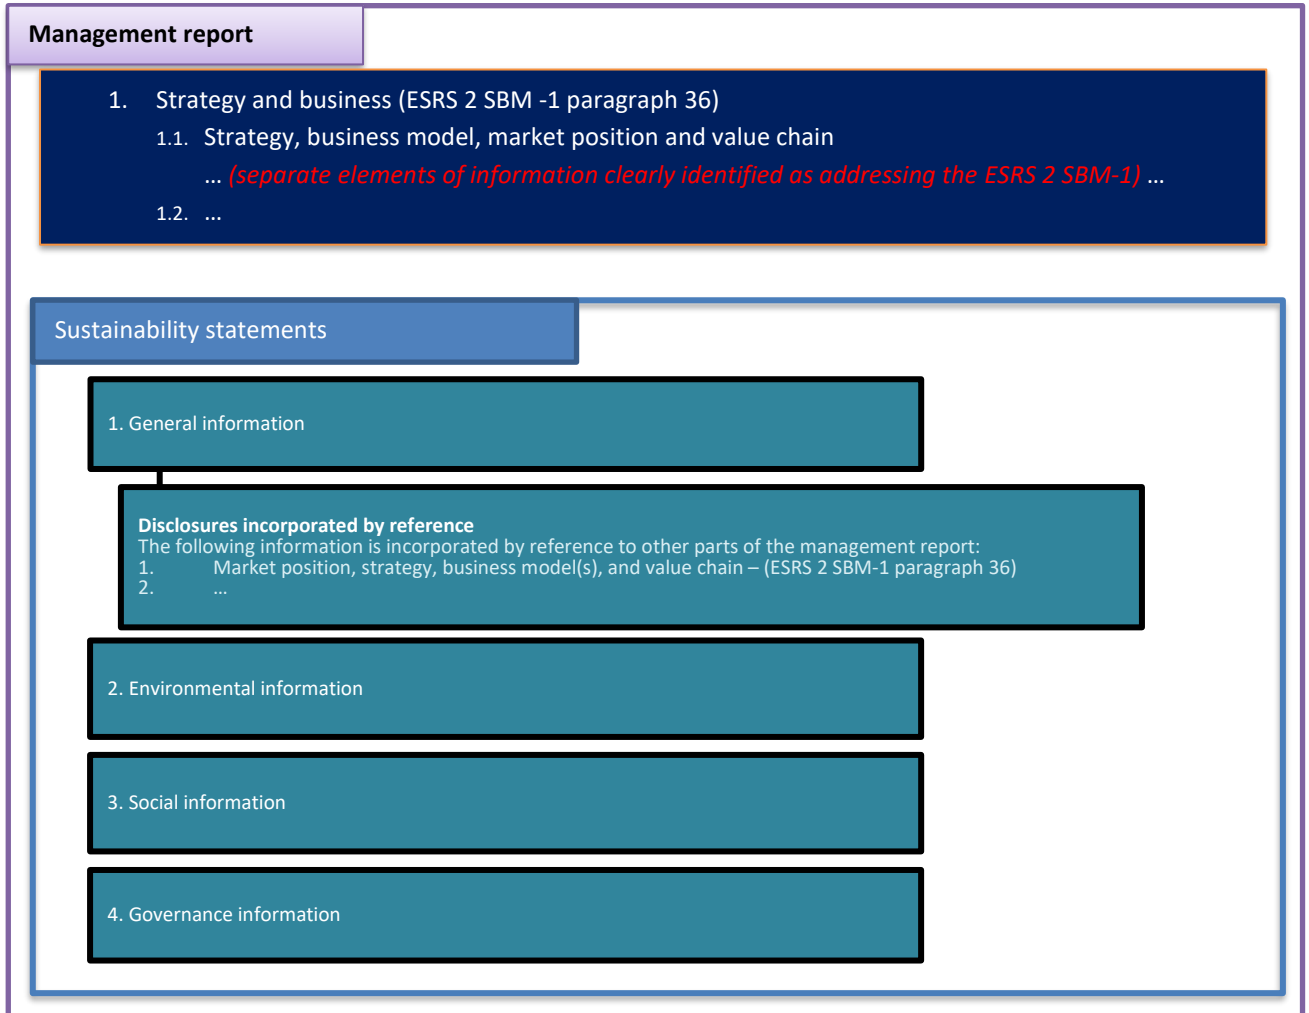 Management report
1. Strategy and business (ESRS 2 SBM -1 paragraph 36)
1.1. Strategy, business model, market position and value chain
... (separate elements of information clearly identified as addressing the ESRS 2 SBM-1) ...
1.2. ...
Sustainability statements
1. General information
Disclosures incorporated by reference
The following information is incorporated by reference to other parts of the management report:
1. Market position, strategy, business model(s), and value chain – (ESRS 2 SBM-1 paragraph 36)
2. ...
2. Environmental information
3. Social information
4. Governance information